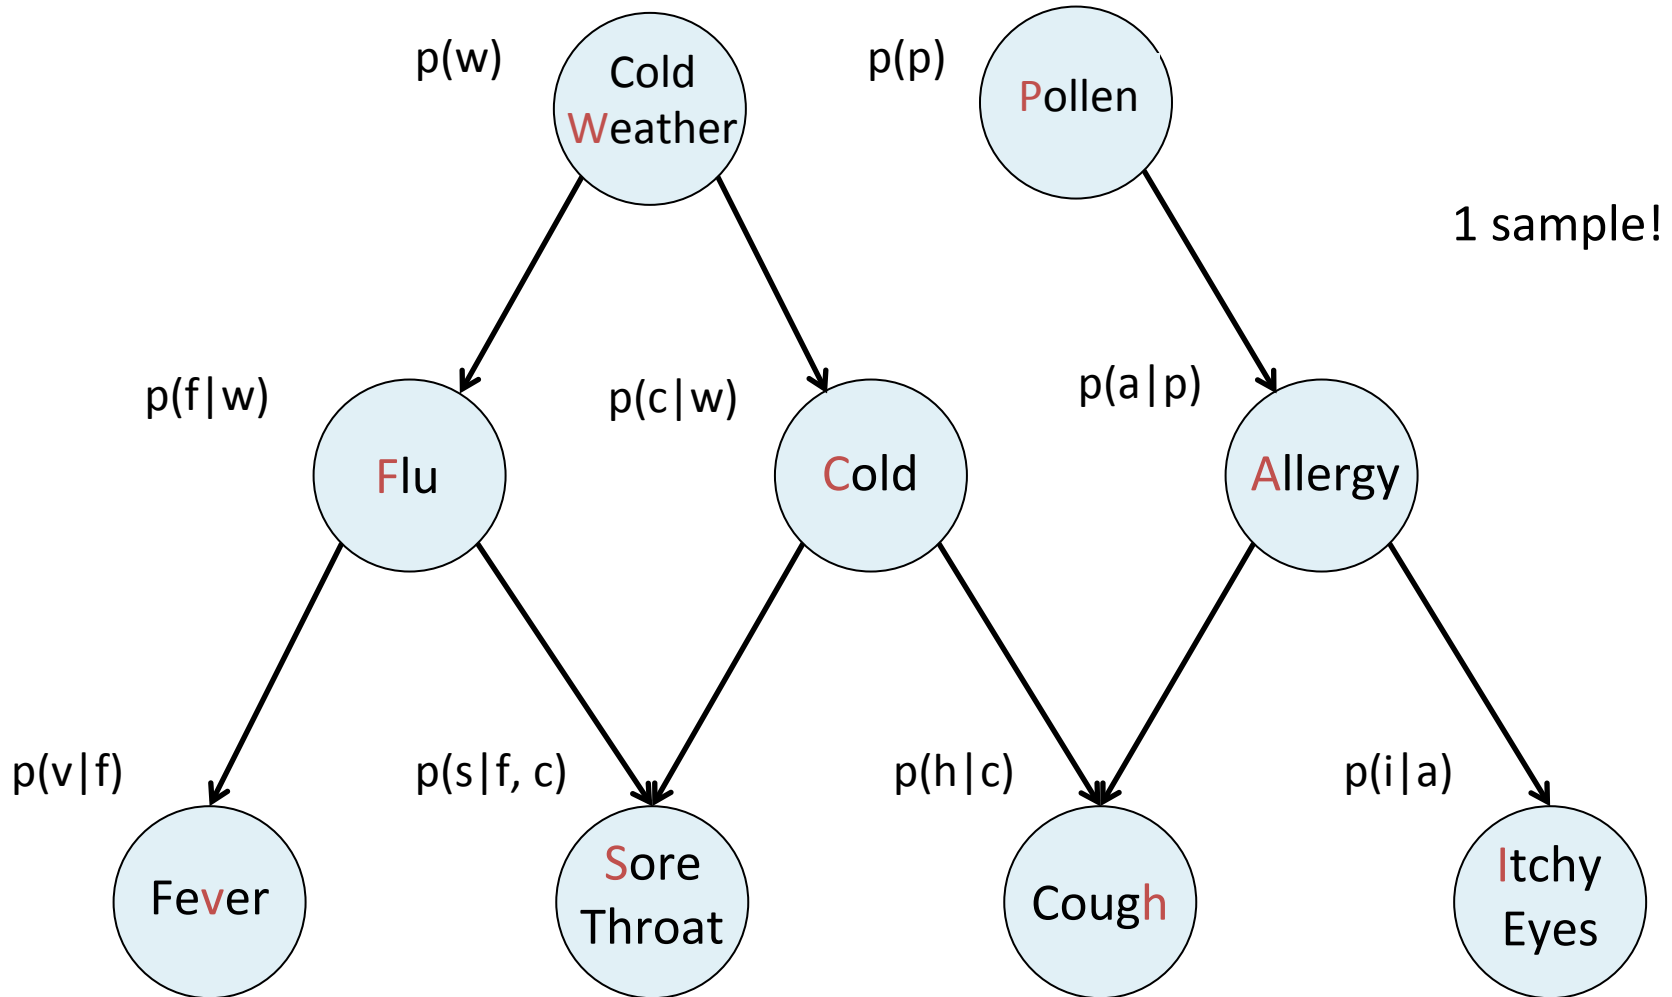 p(w)
Cold
Weather
p(p)
Pollen
1 sample!
p(f|w)
Flu
p(c|w)
Cold
p(a|p)
Allergy
p(v|f)
Fever
p(s|f, c)
Sore
Throat
p(h|c)
Cough
p(i|a)
Itchy
Eyes